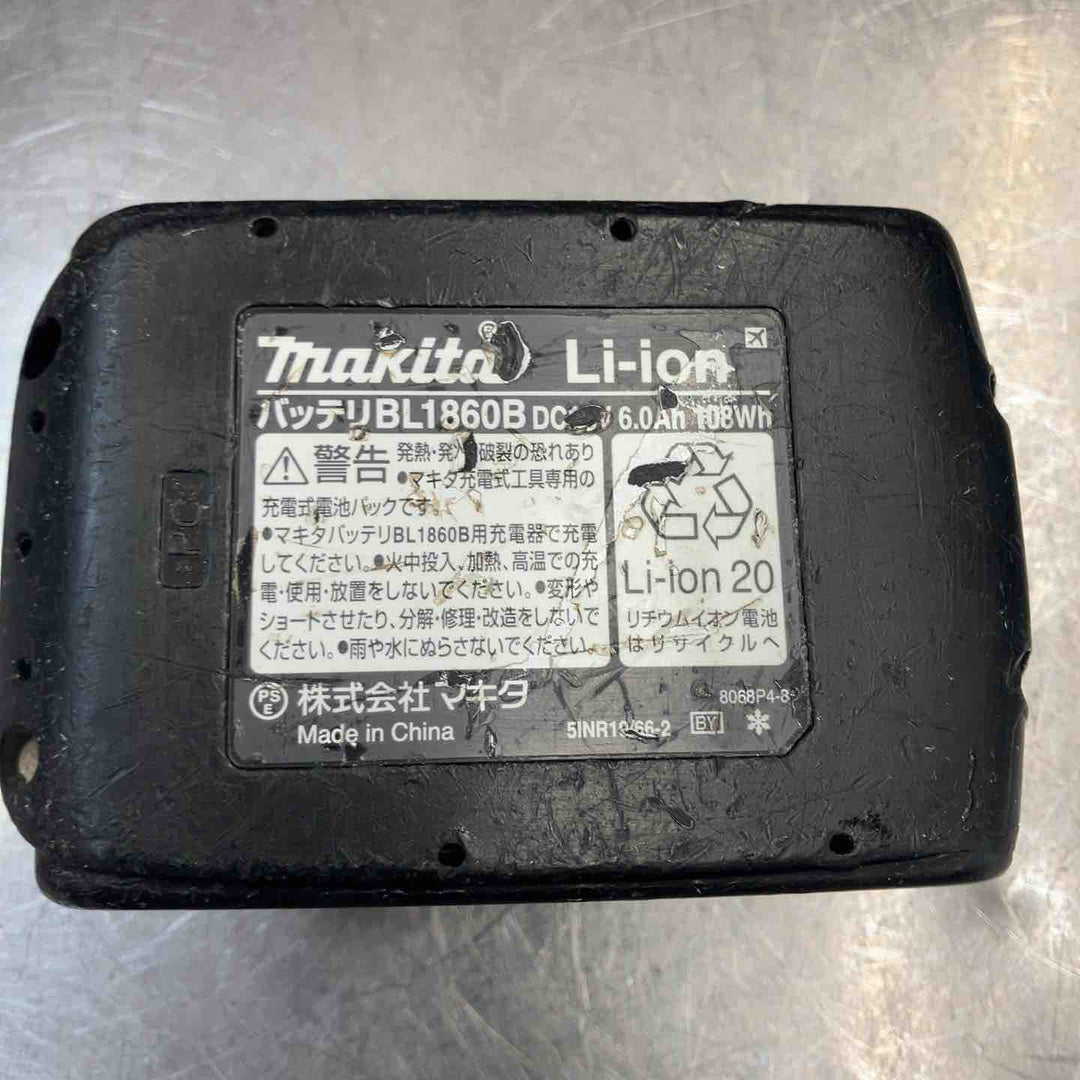 makita Li-ion
バッテリBL1860B 6.0Ah 108Wh
警告 発熱・発火・破裂の恐れあり
●マキタ充電式工具専用の
充電式電池パックです。
●マキタバッテリBL1860B用充電器で充電
してください。●火中投入、加熱、高温での充
電・使用・放置をしないでください。●変形や
ショートさせたり、分解・修理・改造をしないで
ください。●雨や水にぬらさないでください。
Li-ion 20
リチウムイオン電池
はリサイクルへ
PS
E
株式会社マキタ
Made in China
5INR19/66-2
BY